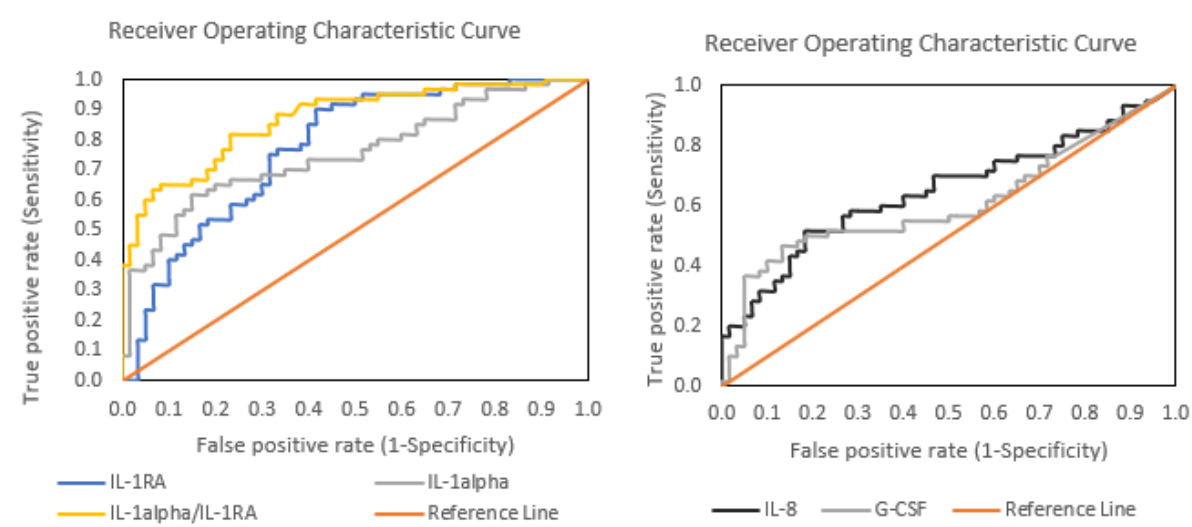 Receiver Operating Characteristic Curve
True positive rate (Sensitivity)
1.0
0.9
0.8
0.7
0.6
0.5
0.4
0.3
0.2
0.1
0.0
0.0 0.1 0.2 0.3 0.4 0.5 0.6 0.7 0.8 0.9 1.0
False positive rate (1-Specificity)
IL-1RA IL-1alpha
IL-1alpha/IL-1RA Reference Line
Receiver Operating Characteristic Curve
True positive rate (Sensitivity)
1.0
0.8
0.6
0.4
0.2
0.0
0.0 0.1 0.2 0.3 0.4 0.5 0.6 0.7 0.8 0.9 1.0
False positive rate (1-Specificity)
IL-8 G-CSF Reference Line